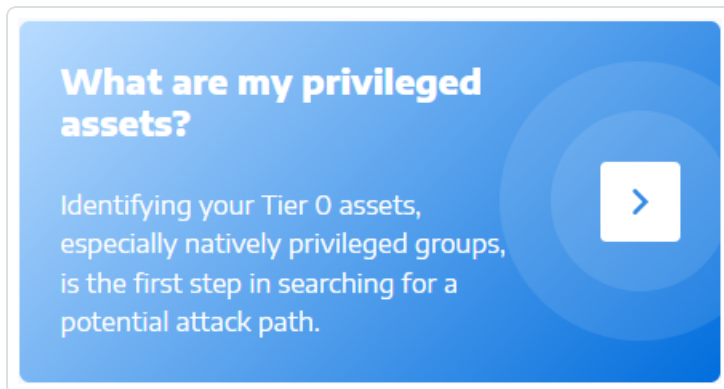 What are my privileged
assets?
Identifying your Tier 0 assets,
especially natively privileged groups,
is the first step in searching for a
potential attack path.